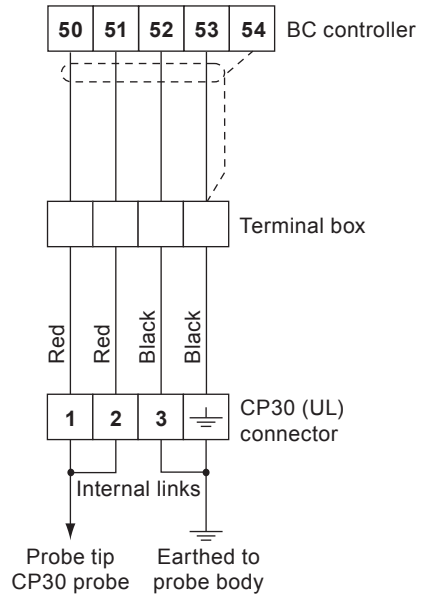 50 51 52 53 54 BC controller
Terminal box
Red Red Black Black
1 2 3 CP30 (UL)
connector
Internal links
Probe tip Earthed to
CP30 probe probe body